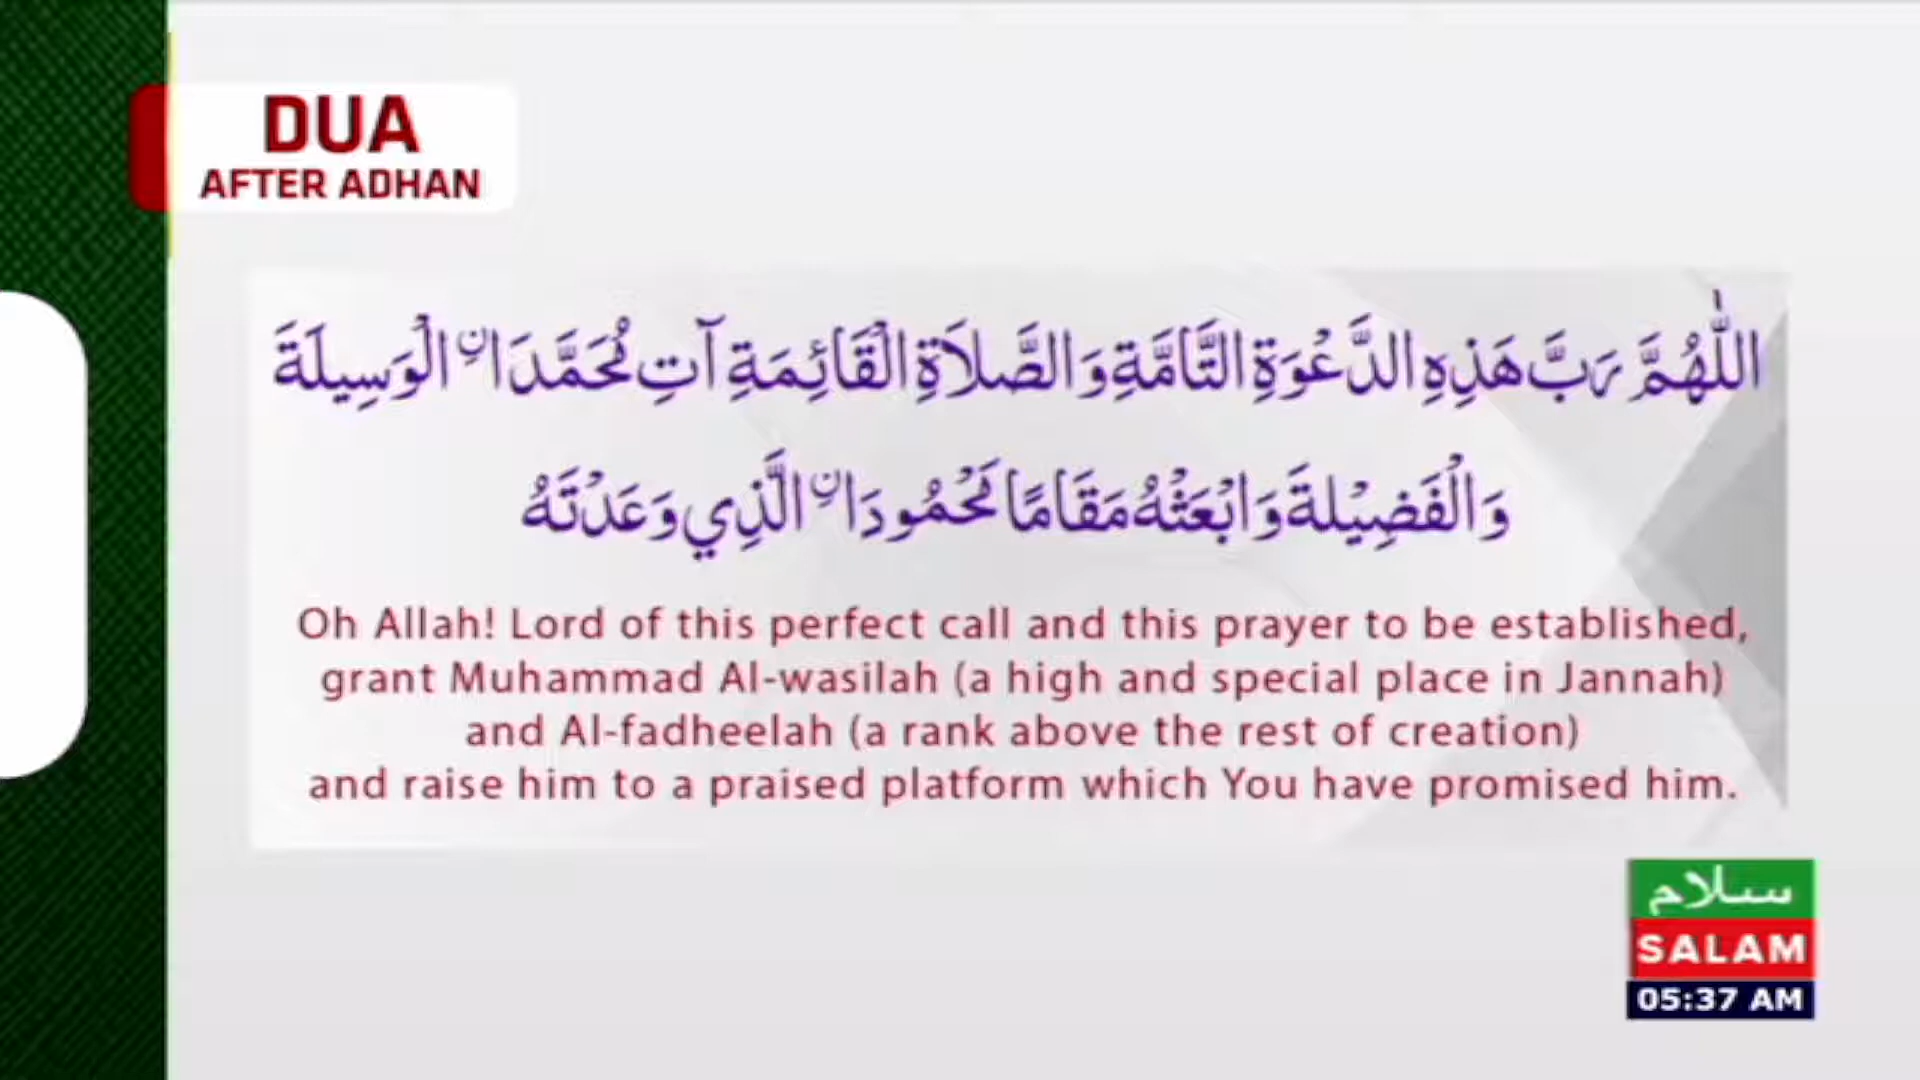 DUA
AFTER ADHAN
اللّٰهُمَّ رَبَّ هَذِهِ الدَّعْوَةِ التَّامَّةِ وَالصَّلَاةِ الْقَائِمَةِ آتِ مُحَمَّدَانِ الْوَسِيلَةَ
وَالْفَضِيْلةَ وَابْعَثْهُ مَقَامًا مَحْمُودَانِ الَّذِي وَعَدْتَهُ
Oh Allah! Lord of this perfect call and this prayer to be established,
grant Muhammad Al-wasilah (a high and special place in Jannah)
and Al-fadheelah (a rank above the rest of creation)
and raise him to a praised platform which You have promised him.
سلام
SALAM
05:37 AM